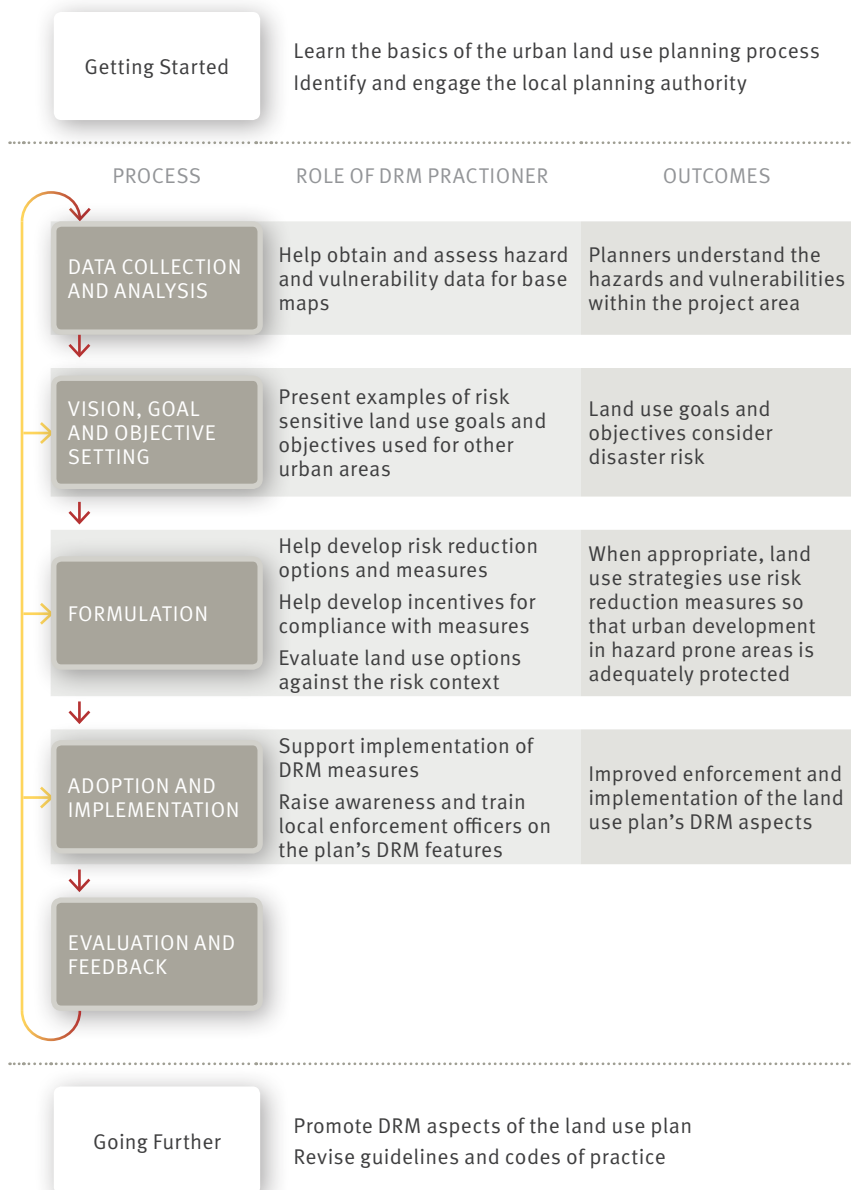 Getting Started
Learn the basics of the urban land use planning process
Identify and engage the local planning authority
PROCESS
ROLE OF DRM PRACTIONER
OUTCOMES
DATA COLLECTION
AND ANALYSIS
Help obtain and assess hazard
and vulnerability data for base
maps
Planners understand the
hazards and vulnerabilities
within the project area
VISION, GOAL
AND OBJECTIVE
SETTING
Present examples of risk
sensitive land use goals and
objectives used for other
urban areas
Land use goals and
objectives consider
disaster risk
FORMULATION
Help develop risk reduction
options and measures
Help develop incentives for
compliance with measures
Evaluate land use options
against the risk context
When appropriate, land
use strategies use risk
reduction measures so
that urban development
in hazard prone areas is
adequately protected
ADOPTION AND
IMPLEMENTATION
Support implementation of
DRM measures
Raise awareness and train
local enforcement officers on
the plan’s DRM features
Improved enforcement and
implementation of the land
use plan’s DRM aspects
EVALUATION AND
FEEDBACK
Going Further
Promote DRM aspects of the land use plan
Revise guidelines and codes of practice